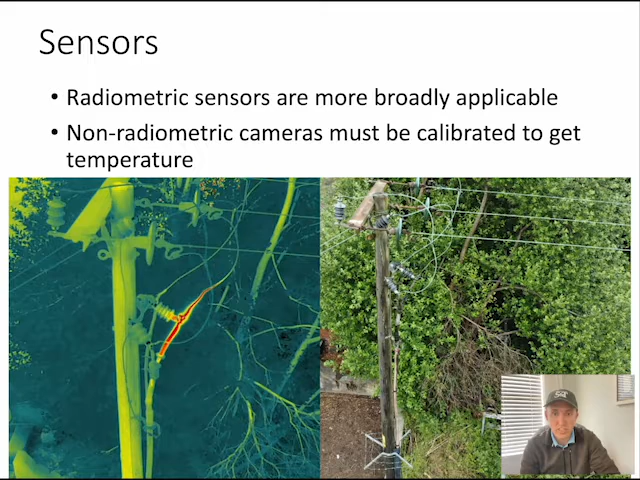 Sensors
• Radiometric sensors are more broadly applicable
• Non-radiometric cameras must be calibrated to get
temperature